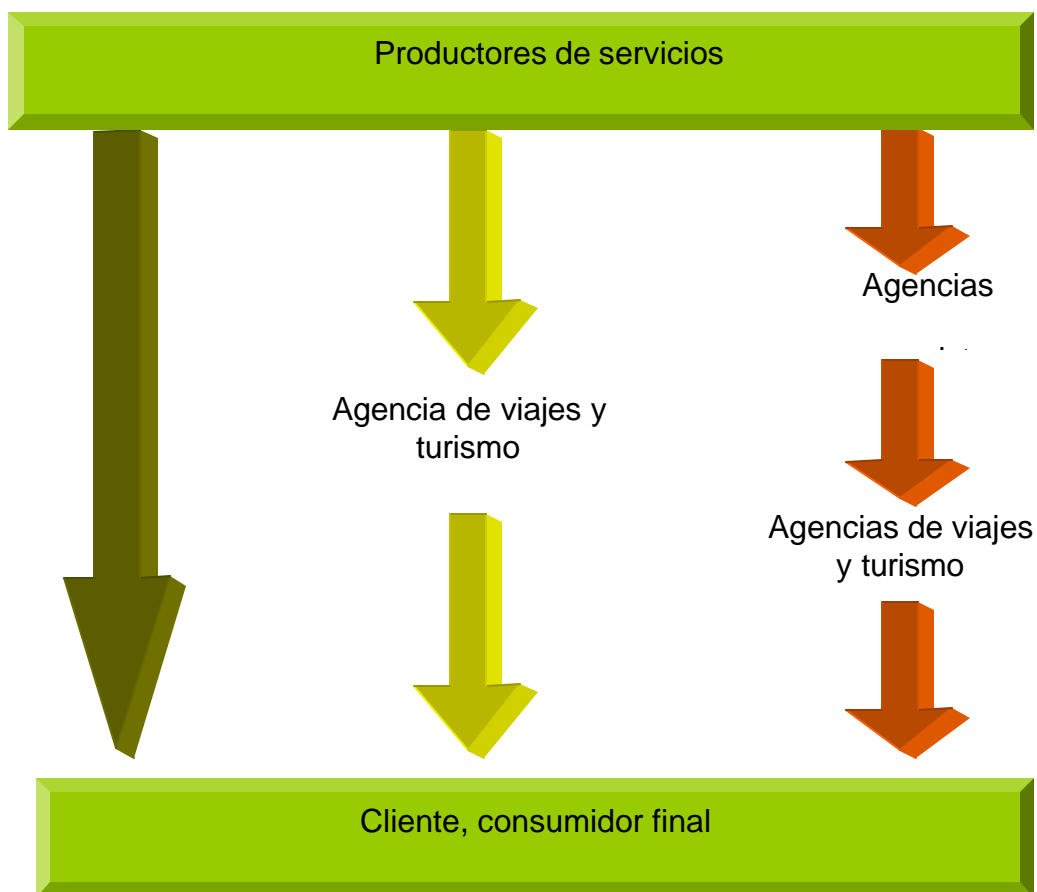 Productores de servicios
Agencias
Agencia de viajes y
turismo
Agencias de viajes
y turismo
Cliente, consumidor final